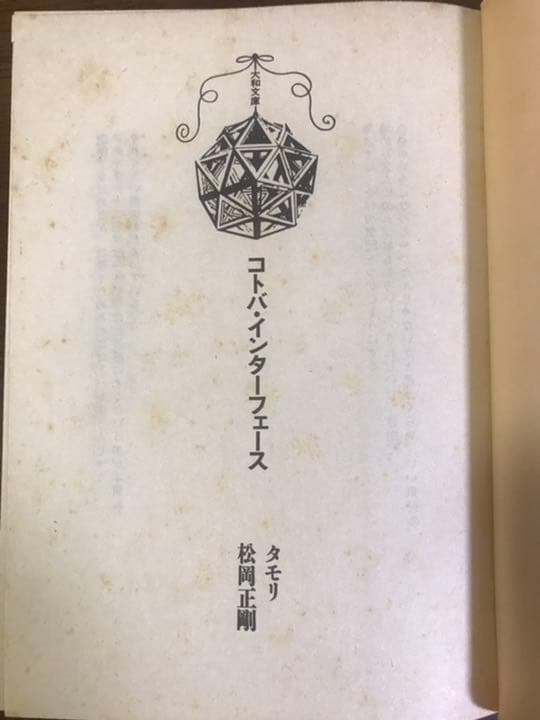 大和文庫
コトバ・インターフェース
タモリ
松岡正剛